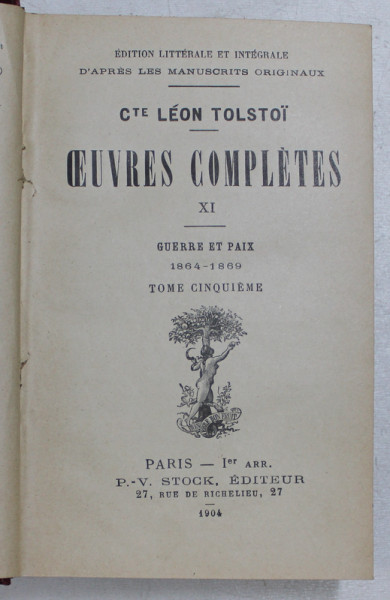 ÉDITION LITTÉRALE ET INTÉGRALE
D'APRÈS LES MANUSCRITS ORIGINAUX
CTE LÉON TOLSTOÏ
ŒUVRES COMPLÈTES
XI
GUERRE ET PAIX
1864-1869
TOME CINQUIÈME
PARIS — Ier ARR.
P.-V. STOCK, ÉDITEUR
27, RUE DE RICHELIEU, 27
1904